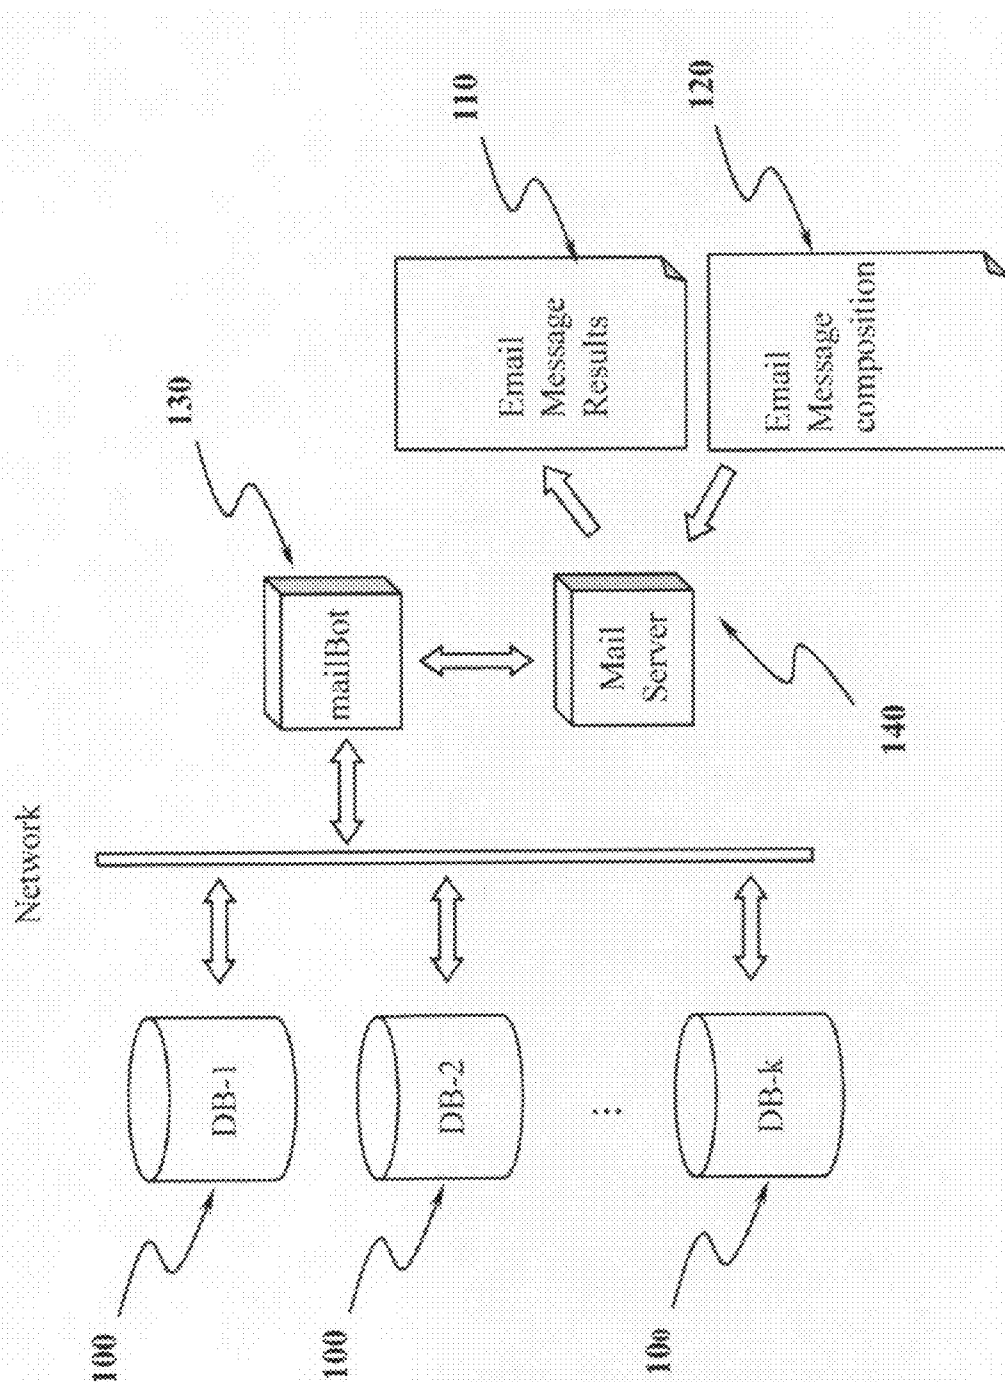 Network
100
DB-1
100
DB-2
...
100
DB-k
130
mailBot
140
Mail
Server
110
Email
Message
Results
120
Email
Message
composition